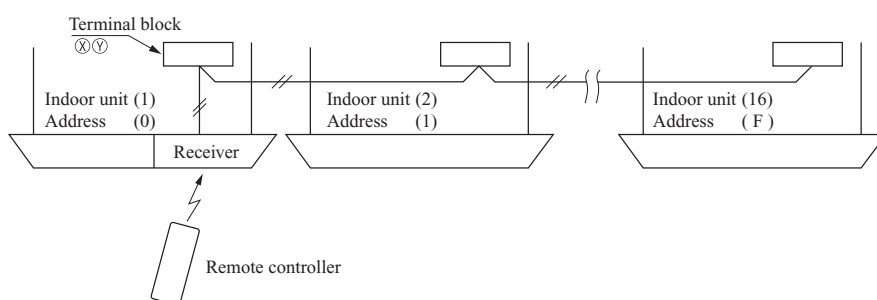 Terminal block
ⓍⓎ
Indoor unit (1)
Address (0)
Indoor unit (2)
Address (1)
Indoor unit (16)
Address ( F )
Receiver
Remote controller